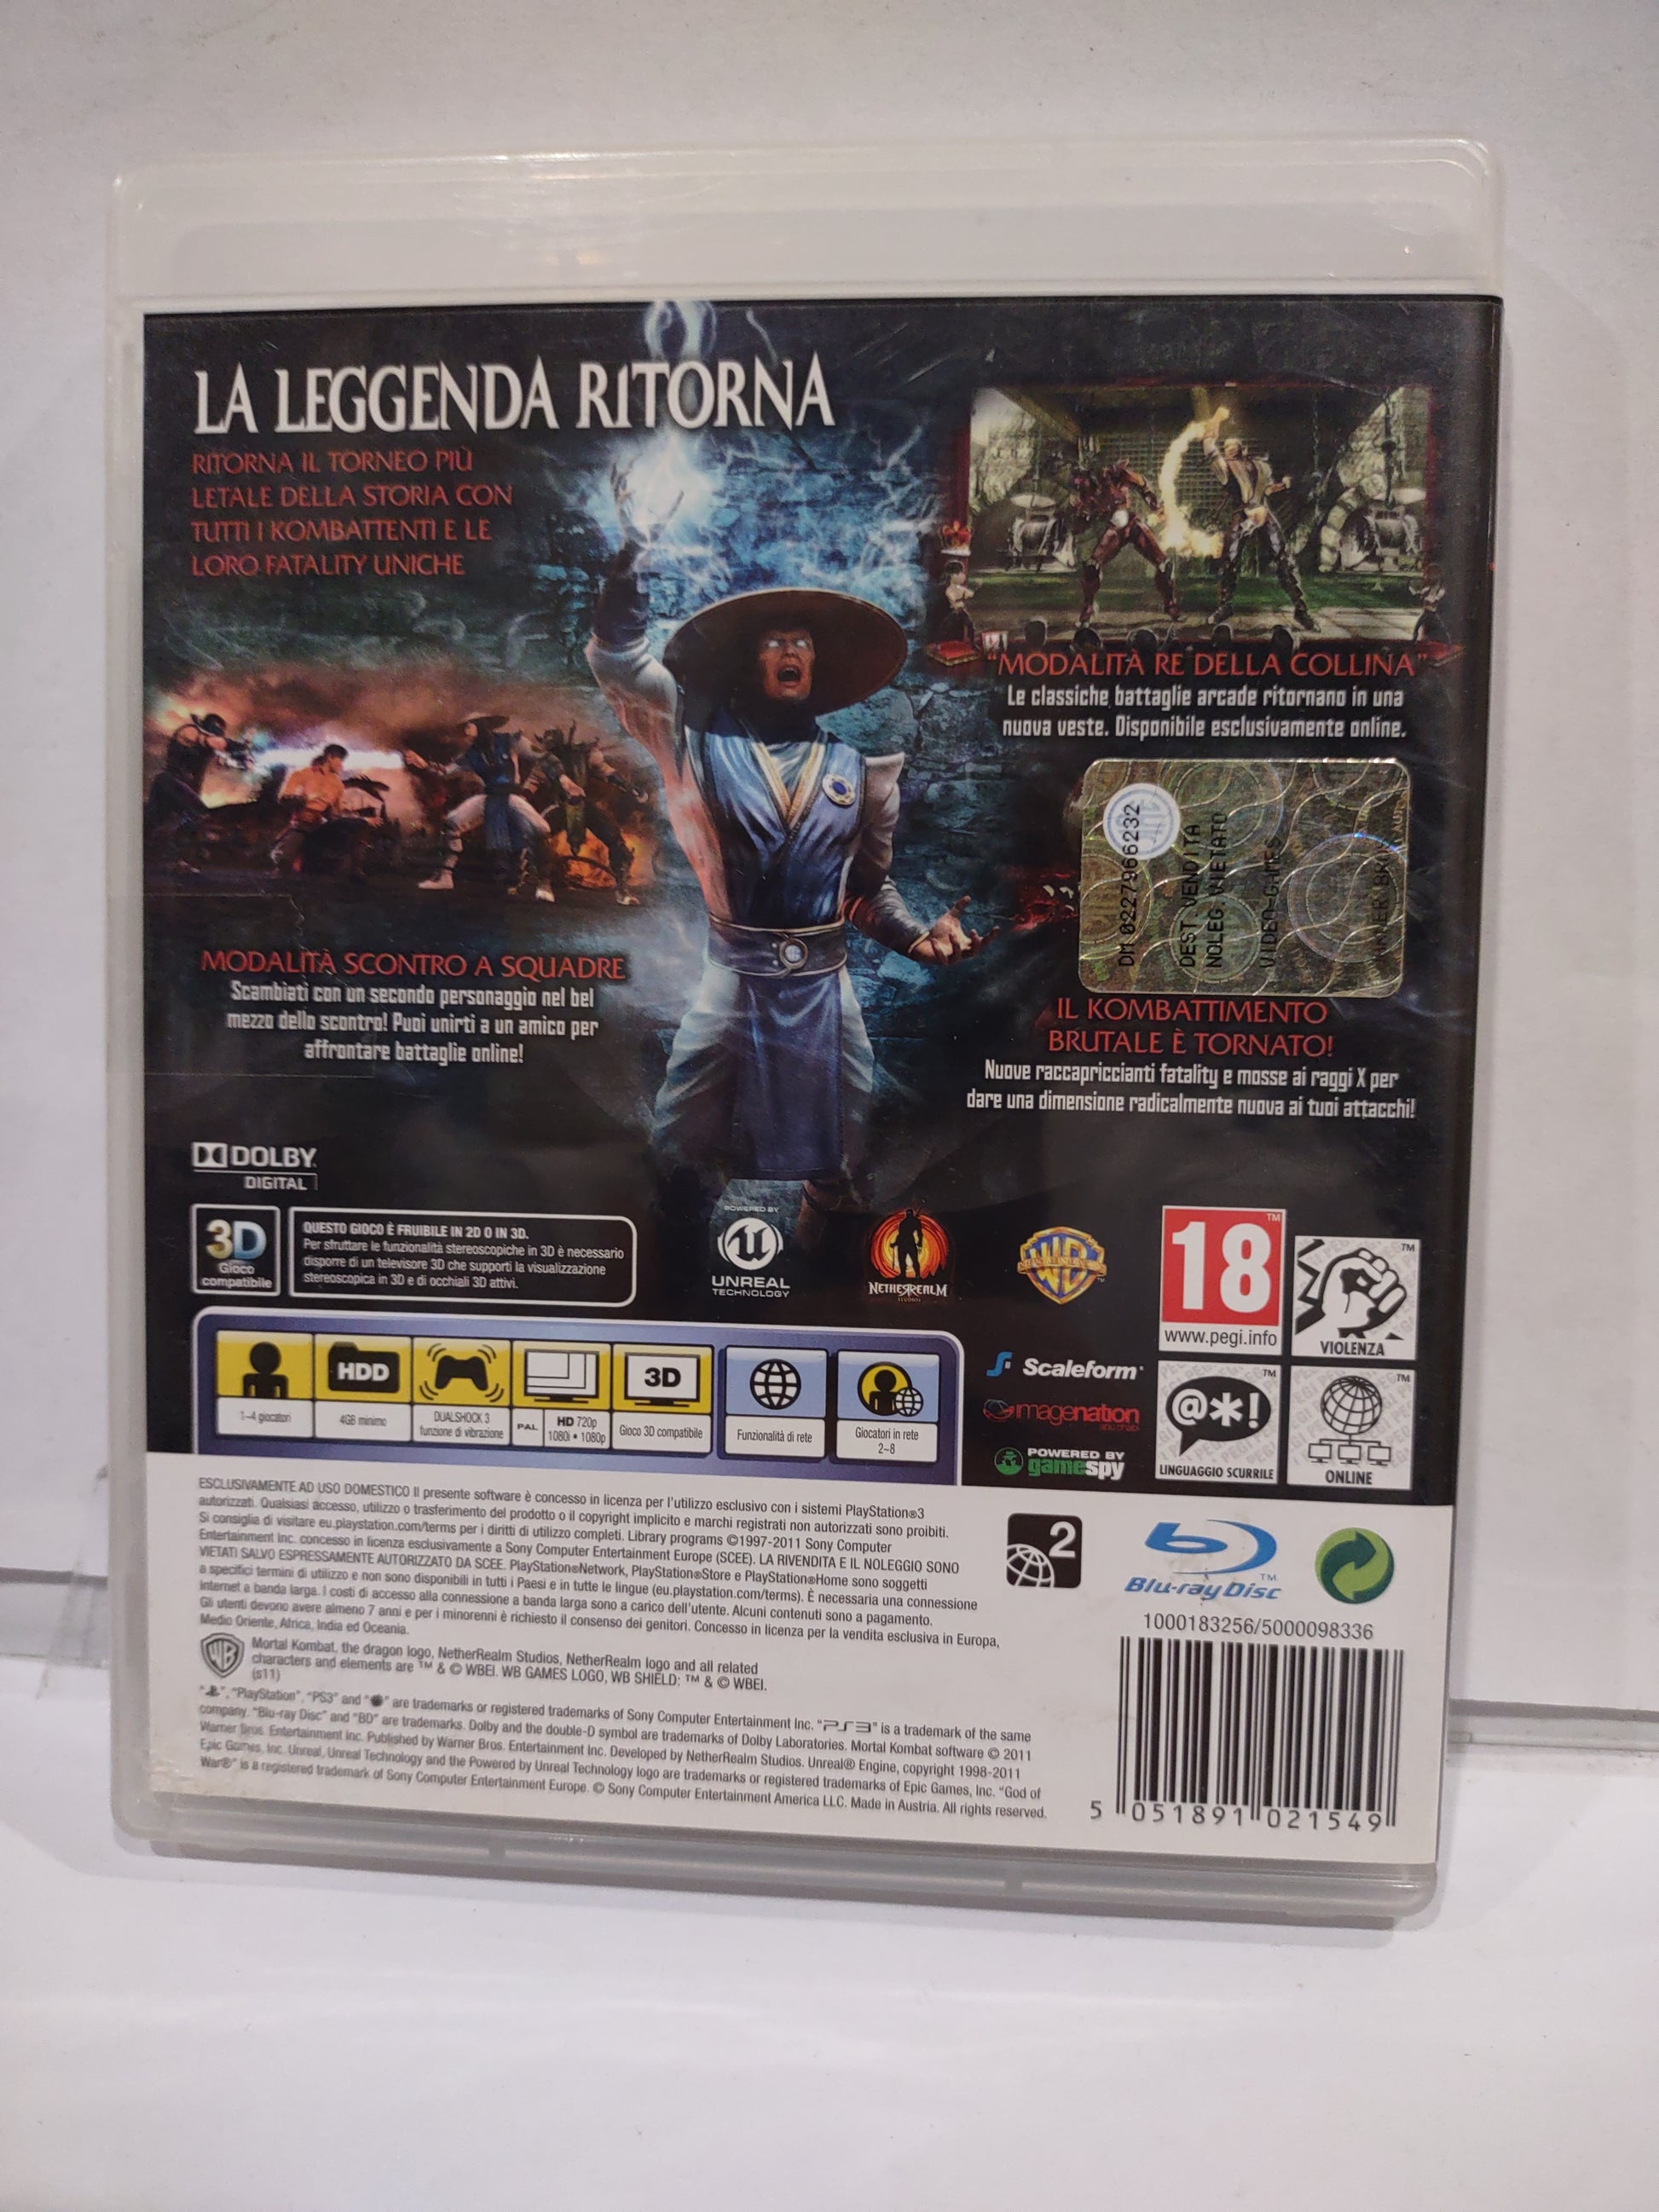 LA LEGGENDA RITORNA
RITORNA IL TORNEO PIÙ
LETALE DELLA STORIA CON
TUTTI I KOMBATTENTI E LE
LORO FATALITY UNICHE
"MODALITÀ RE DELLA COLLINA"
Le classiche battaglie arcade ritornano in una
nuova veste. Disponibile esclusivamente online.
DM 0227966232
DEST. VENDITA
NOLEG. VIETATO
VIDEO-GAMES
MODALITÀ SCONTRO A SQUADRE
Scambiati con un secondo personaggio nel bel
mezzo dello scontro! Puoi unirti a un amico per
affrontare battaglie online!
IL KOMBATTIMENTO
BRUTALE È TORNATO!
Nuove raccapriccianti fatality e mosse ai raggi X per
dare una dimensione radicalmente nuova ai tuoi attacchi!
DOLBY
DIGITAL
3D
Gioco
compatibile
QUESTO GIOCO È FRUIBILE IN 2D O IN 3D.
Per sfruttare le funzionalità stereoscopiche in 3D è necessario
disporre di un televisore 3D che supporti la visualizzazione
stereoscopica in 3D e di occhiali 3D attivi.
POWERED BY
UNREAL
TECHNOLOGY
NETHERREALM
STUDIOS
WB
18
www.pegi.info
VIOLENZA
HDD
3D
1-4 giocatori
4GB minimo
DUALSHOCK 3
funzione di vibrazione
PAL
HD 720p
1080i • 1080p
Gioco 3D compatibile
Funzionalità di rete
Giocatori in rete
2-8
Scaleform
imagenation
abu dhabi
POWERED BY
gamespy
@*!
LINGUAGGIO SCURRILE
ONLINE
ESCLUSIVAMENTE AD USO DOMESTICO Il presente software è concesso in licenza per l'utilizzo esclusivo con i sistemi PlayStation®3
autorizzati. Qualsiasi accesso, utilizzo o trasferimento del prodotto o il copyright implicito e marchi registrati non autorizzati sono proibiti.
Si consiglia di visitare eu.playstation.com/terms per i diritti di utilizzo completi. Library programs ©1997-2011 Sony Computer
Entertainment Inc. concesso in licenza esclusivamente a Sony Computer Entertainment Europe (SCEE). LA RIVENDITA E IL NOLEGGIO SONO
VIETATI SALVO ESPRESSAMENTE AUTORIZZATO DA SCEE. PlayStation®Network, PlayStation®Store e PlayStation®Home sono soggetti
a specifici termini di utilizzo e non sono disponibili in tutti i Paesi e in tutte le lingue (eu.playstation.com/terms). È necessaria una connessione
Internet a banda larga. I costi di accesso alla connessione a banda larga sono a carico dell'utente. Alcuni contenuti sono a pagamento.
Gli utenti devono avere almeno 7 anni e per i minorenni è richiesto il consenso dei genitori. Concesso in licenza per la vendita esclusiva in Europa,
Medio Oriente, Africa, India ed Oceania.
2
Blu-ray Disc
1000183256/5000098336
Mortal Kombat, the dragon logo, NetherRealm Studios, NetherRealm logo and all related
characters and elements are ™ & © WBEI. WB GAMES LOGO, WB SHIELD: ™ & © WBEI.
(s11)
"", "PlayStation", "PS3" and "" are trademarks or registered trademarks of Sony Computer Entertainment Inc. "PS3" is a trademark of the same
company. "Blu-ray Disc" and "BD" are trademarks. Dolby and the double-D symbol are trademarks of Dolby Laboratories. Mortal Kombat software © 2011
Warner Bros. Entertainment Inc. Published by Warner Bros. Entertainment Inc. Developed by NetherRealm Studios. Unreal® Engine, copyright 1998-2011
Epic Games, Inc. Unreal, Unreal Technology and the Powered by Unreal Technology logo are trademarks or registered trademarks of Epic Games, Inc. "God of
War®" is a registered trademark of Sony Computer Entertainment Europe. © Sony Computer Entertainment America LLC. Made in Austria. All rights reserved.
5 051891 021549